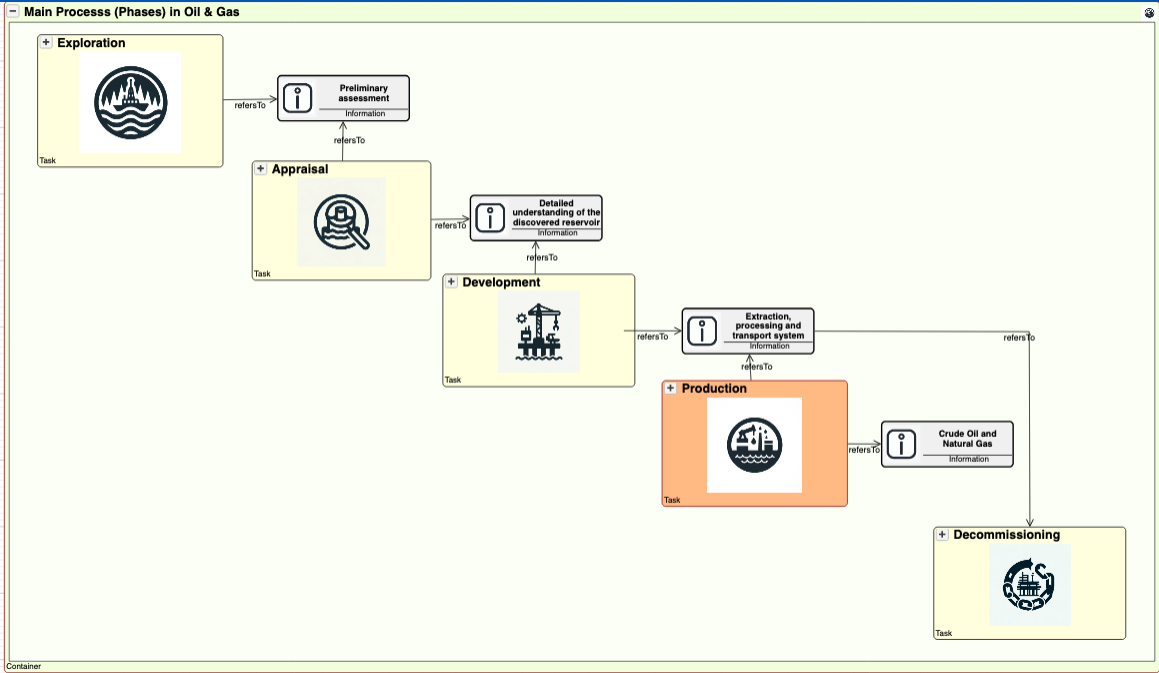 Main Processs (Phases) in Oil & Gas
Exploration
Task
refersTo
Preliminary
assessment
Information
refersTo
Appraisal
Task
refersTo
Detailed
understanding of the
discovered reservoir
Information
refersTo
Development
Task
refersTo
Extraction,
processing and
transport system
Information
refersTo
refersTo
Production
Task
refersTo
Crude Oil and
Natural Gas
Information
Decommissioning
Task
Container